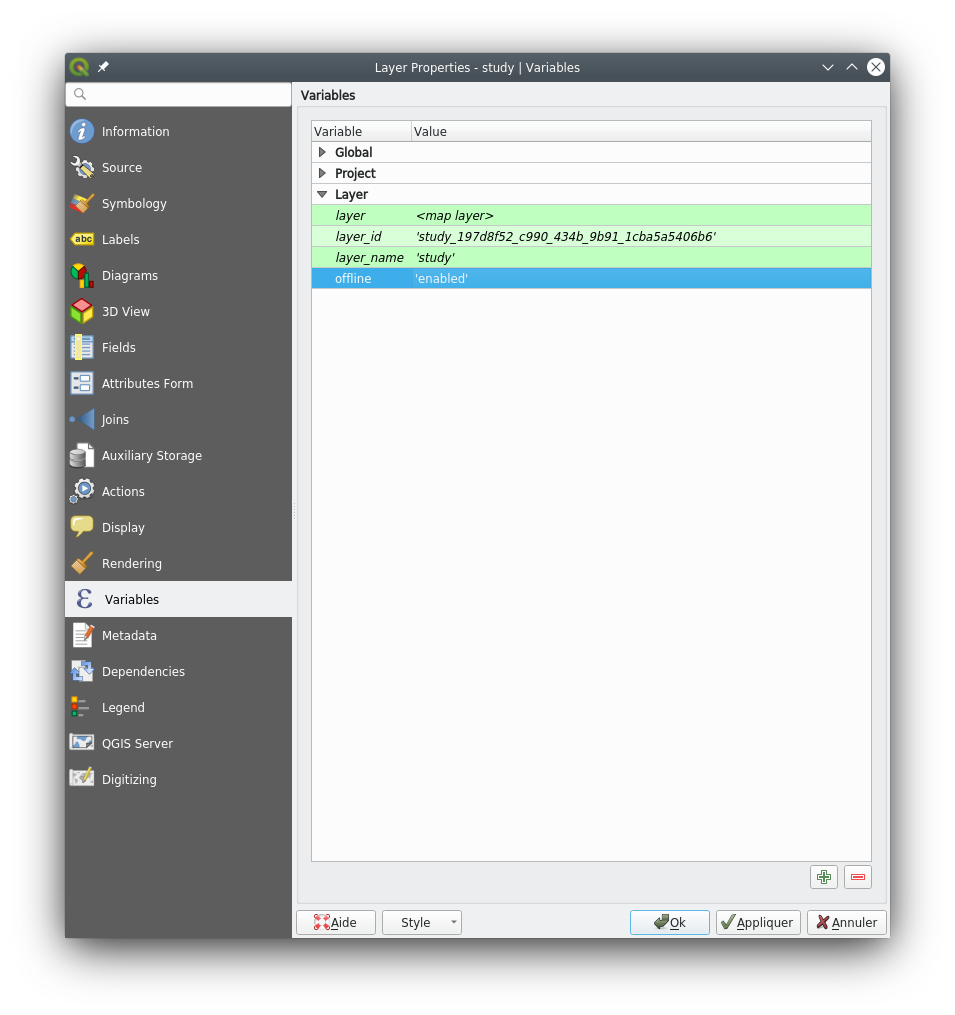 Layer Properties - study | Variables
Information
Source
Symbology
abc
Labels
Diagrams
3D View
Fields
Attributes Form
Joins
Auxiliary Storage
Actions
Display
Rendering
Variables
Metadata
Dependencies
Legend
QGIS Server
Digitizing
Variables
Variable Value
Global
Project
Layer
layer <map layer>
layer_id 'study_197d8f52_c990_434b_9b91_1cba5a5406b6'
layer_name 'study'
offline 'enabled'
Aide Style Ok Appliquer Annuler